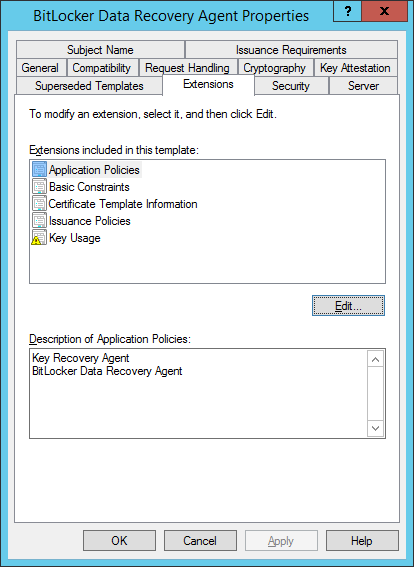 BitLocker Data Recovery Agent Properties
?
x
Subject Name
Issuance Requirements
General
Compatibility
Request Handling
Cryptography
Key Attestation
Superseded Templates
Extensions
Security
Server
To modify an extension, select it, and then click Edit.
Extensions included in this template:
Application Policies
Basic Constraints
Certificate Template Information
Issuance Policies
Key Usage
Edit...
Description of Application Policies:
Key Recovery Agent
BitLocker Data Recovery Agent
OK
Cancel
Apply
Help